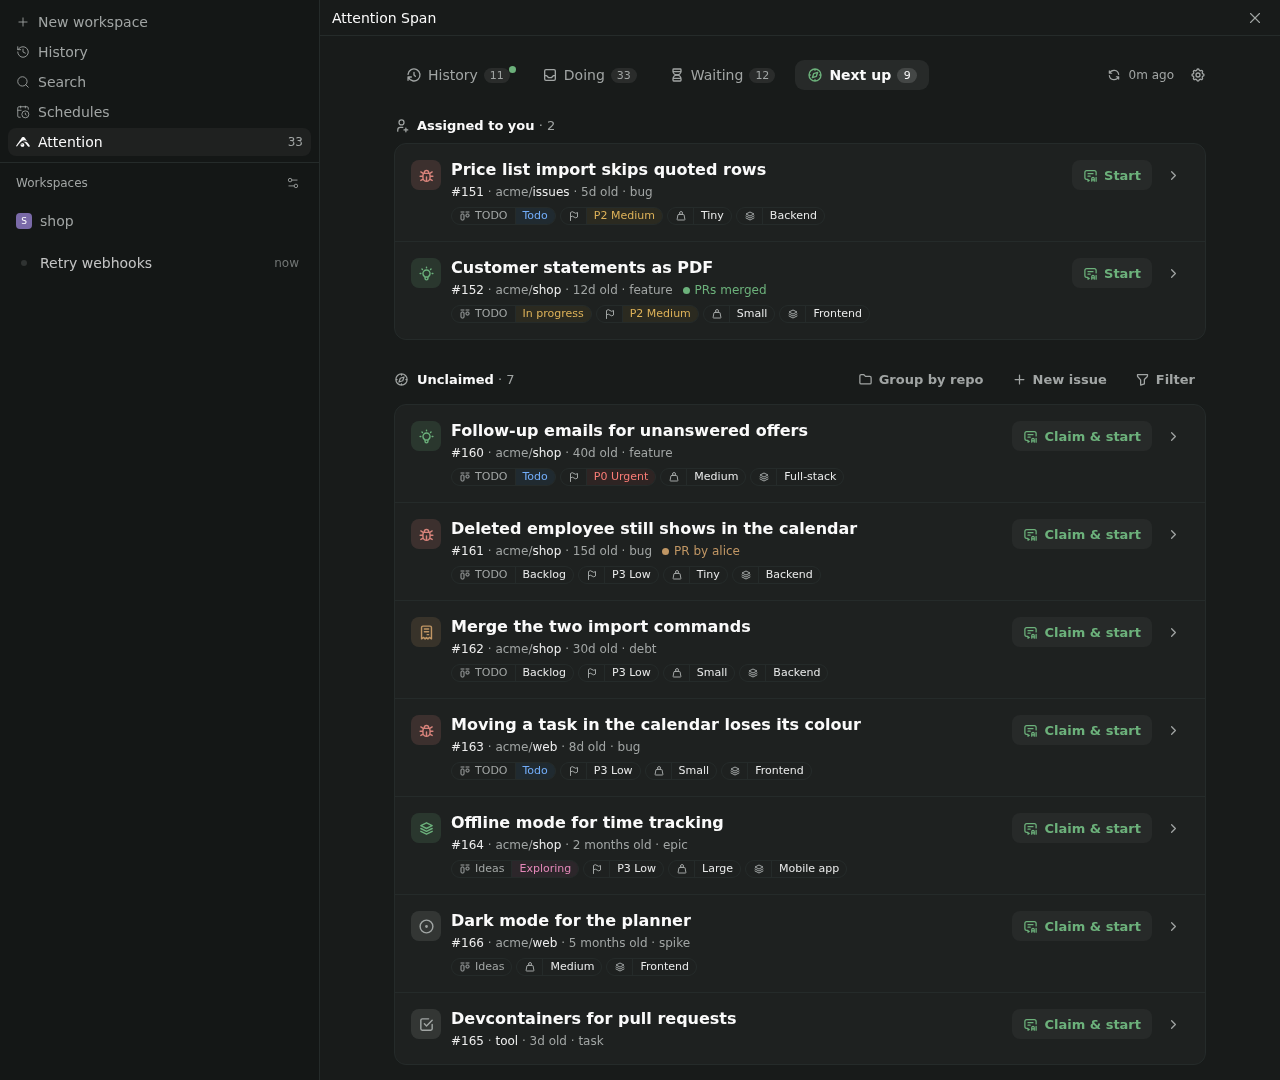 New workspace
History
Search
Schedules
Attention 33
Workspaces
S shop
Retry webhooks now
Attention Span
History 11 Doing 33 Waiting 12 Next up 9 0m ago
Assigned to you · 2
Price list import skips quoted rows
#151 · acme/issues · 5d old · bug
TODO Todo P2 Medium Tiny Backend
Start
Customer statements as PDF
#152 · acme/shop · 12d old · feature PRs merged
TODO In progress P2 Medium Small Frontend
Start
Unclaimed · 7 Group by repo New issue Filter
Follow-up emails for unanswered offers
#160 · acme/shop · 40d old · feature
TODO Todo P0 Urgent Medium Full-stack
Claim & start
Deleted employee still shows in the calendar
#161 · acme/shop · 15d old · bug PR by alice
TODO Backlog P3 Low Tiny Backend
Claim & start
Merge the two import commands
#162 · acme/shop · 30d old · debt
TODO Backlog P3 Low Small Backend
Claim & start
Moving a task in the calendar loses its colour
#163 · acme/web · 8d old · bug
TODO Todo P3 Low Small Frontend
Claim & start
Offline mode for time tracking
#164 · acme/shop · 2 months old · epic
Ideas Exploring P3 Low Large Mobile app
Claim & start
Dark mode for the planner
#166 · acme/web · 5 months old · spike
Ideas Medium Frontend
Claim & start
Devcontainers for pull requests
#165 · tool · 3d old · task
Claim & start